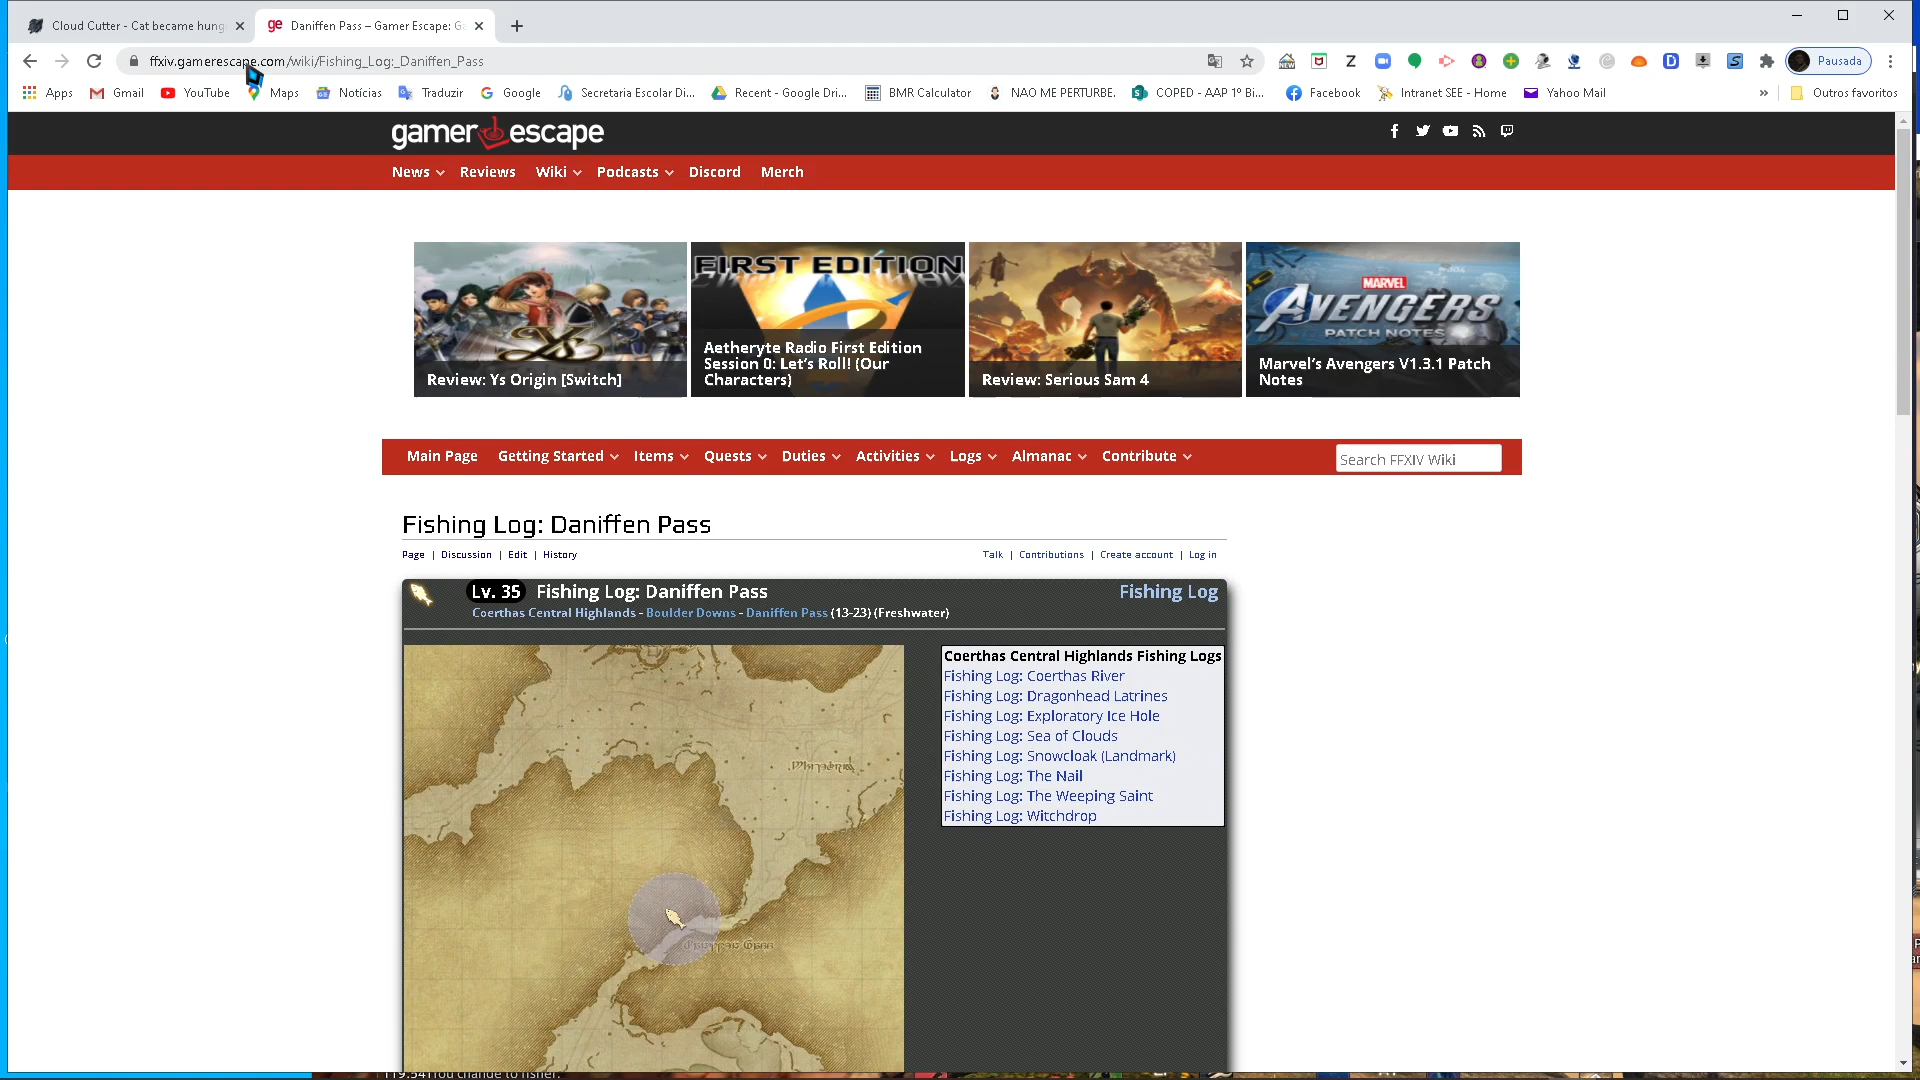 Cloud Cutter - Cat became hung
Daniffen Pass – Gamer Escape: Ga
ffxiv.gamerescape.com/wiki/Fishing_Log:_Daniffen_Pass
Pausada
Apps Gmail YouTube Maps Notícias Traduzir Google Secretaria Escolar Di... Recent - Google Dri... BMR Calculator NAO ME PERTURBE. COPED - AAP 1º Bi... Facebook Intranet SEE - Home Yahoo Mail » Outros favoritos
gamer escape
News Reviews Wiki Podcasts Discord Merch
Review: Ys Origin [Switch]
FIRST EDITION
Aetheryte Radio First Edition
Session 0: Let's Roll! (Our
Characters)
Review: Serious Sam 4
MARVEL
AVENGERS
PATCH NOTES
Marvel's Avengers V1.3.1 Patch
Notes
Main Page Getting Started Items Quests Duties Activities Logs Almanac Contribute Search FFXIV Wiki
Fishing Log: Daniffen Pass
Page | Discussion | Edit | History
Talk | Contributions | Create account | Log in
Lv. 35 Fishing Log: Daniffen Pass Fishing Log
Coerthas Central Highlands - Boulder Downs - Daniffen Pass (13-23) (Freshwater)
Coerthas Central Highlands Fishing Logs
Fishing Log: Coerthas River
Fishing Log: Dragonhead Latrines
Fishing Log: Exploratory Ice Hole
Fishing Log: Sea of Clouds
Fishing Log: Snowcloak (Landmark)
Fishing Log: The Nail
Fishing Log: The Weeping Saint
Fishing Log: Witchdrop